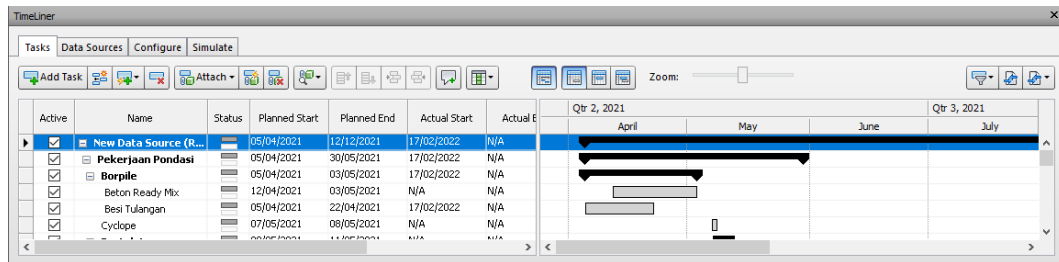 TimeLiner x
Tasks Data Sources Configure Simulate
Add Task Attach Zoom:
Active Name Status Planned Start Planned End Actual Start Actual E
Qtr 2, 2021 Qtr 3, 2021
April May June July
New Data Source (R... 05/04/2021 12/12/2021 17/02/2022 N/A
Pekerjaan Pondasi 05/04/2021 30/05/2021 17/02/2022 N/A
Borpile 05/04/2021 03/05/2021 17/02/2022 N/A
Beton Ready Mix 12/04/2021 03/05/2021 N/A N/A
Besi Tulangan 05/04/2021 22/04/2021 17/02/2022 N/A
Cyclope 07/05/2021 08/05/2021 N/A N/A